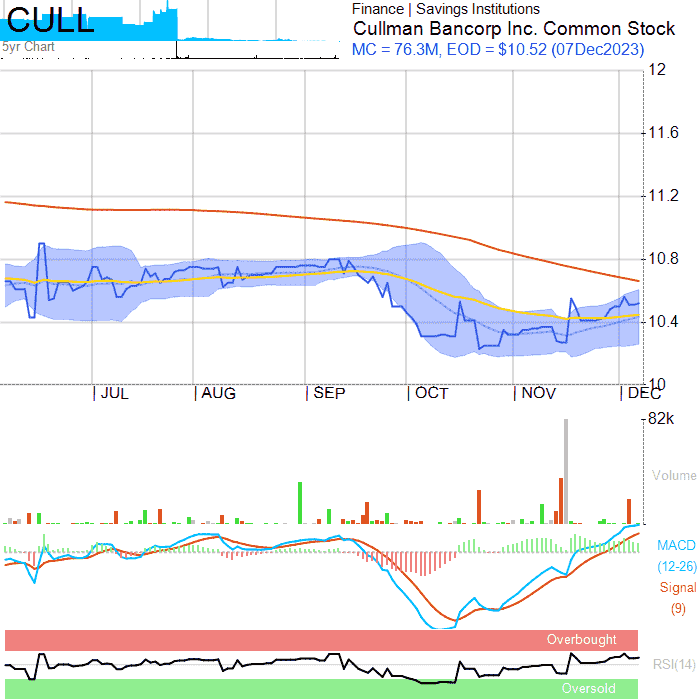 CULL
5yr Chart
Finance | Savings Institutions
Cullman Bancorp Inc. Common Stock
MC = 76.3M, EOD = $10.52 (07Dec2023)
12
11.6
11.2
10.8
10.4
10
JUL AUG SEP OCT NOV DEC
82k
Volume
MACD
(12-26)
Signal
(9)
Overbought
RSI(14)
Oversold